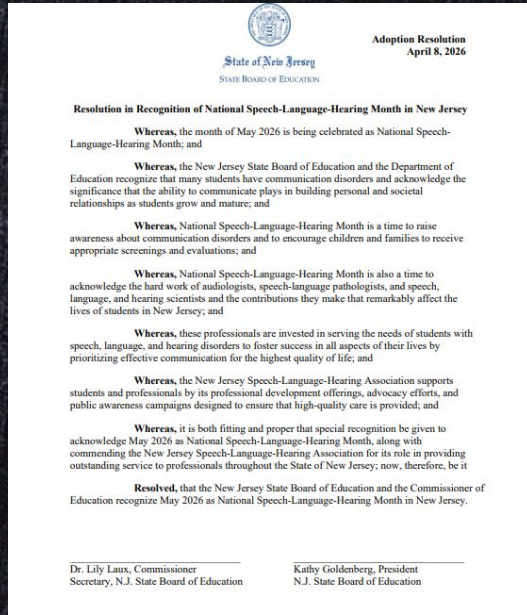 Adoption Resolution
April 8, 2026
State of New Jersey
STATE BOARD OF EDUCATION
Resolution in Recognition of National Speech-Language-Hearing Month in New Jersey
Whereas, the month of May 2026 is being celebrated as National Speech-
Language-Hearing Month; and
Whereas, the New Jersey State Board of Education and the Department of
Education recognize that many students have communication disorders and acknowledge the
significance that the ability to communicate plays in building personal and societal
relationships as students grow and mature; and
Whereas, National Speech-Language-Hearing Month is a time to raise
awareness about communication disorders and to encourage children and families to receive
appropriate screenings and evaluations; and
Whereas, National Speech-Language-Hearing Month is also a time to
acknowledge the hard work of audiologists, speech-language pathologists, and speech,
language, and hearing scientists and the contributions they make that remarkably affect the
lives of students in New Jersey; and
Whereas, these professionals are invested in serving the needs of students with
speech, language, and hearing disorders to foster success in all aspects of their lives by
prioritizing effective communication for the highest quality of life; and
Whereas, the New Jersey Speech-Language-Hearing Association supports
students and professionals by its professional development offerings, advocacy efforts, and
public awareness campaigns designed to ensure that high-quality care is provided; and
Whereas, it is both fitting and proper that special recognition be given to
acknowledge May 2026 as National Speech-Language-Hearing Month, along with
commending the New Jersey Speech-Language-Hearing Association for its role in providing
outstanding service to professionals throughout the State of New Jersey; now, therefore, be it
Resolved, that the New Jersey State Board of Education and the Commissioner of
Education recognize May 2026 as National Speech-Language-Hearing Month in New Jersey.
Dr. Lily Laux, Commissioner
Secretary, N.J. State Board of Education
Kathy Goldenberg, President
N.J. State Board of Education